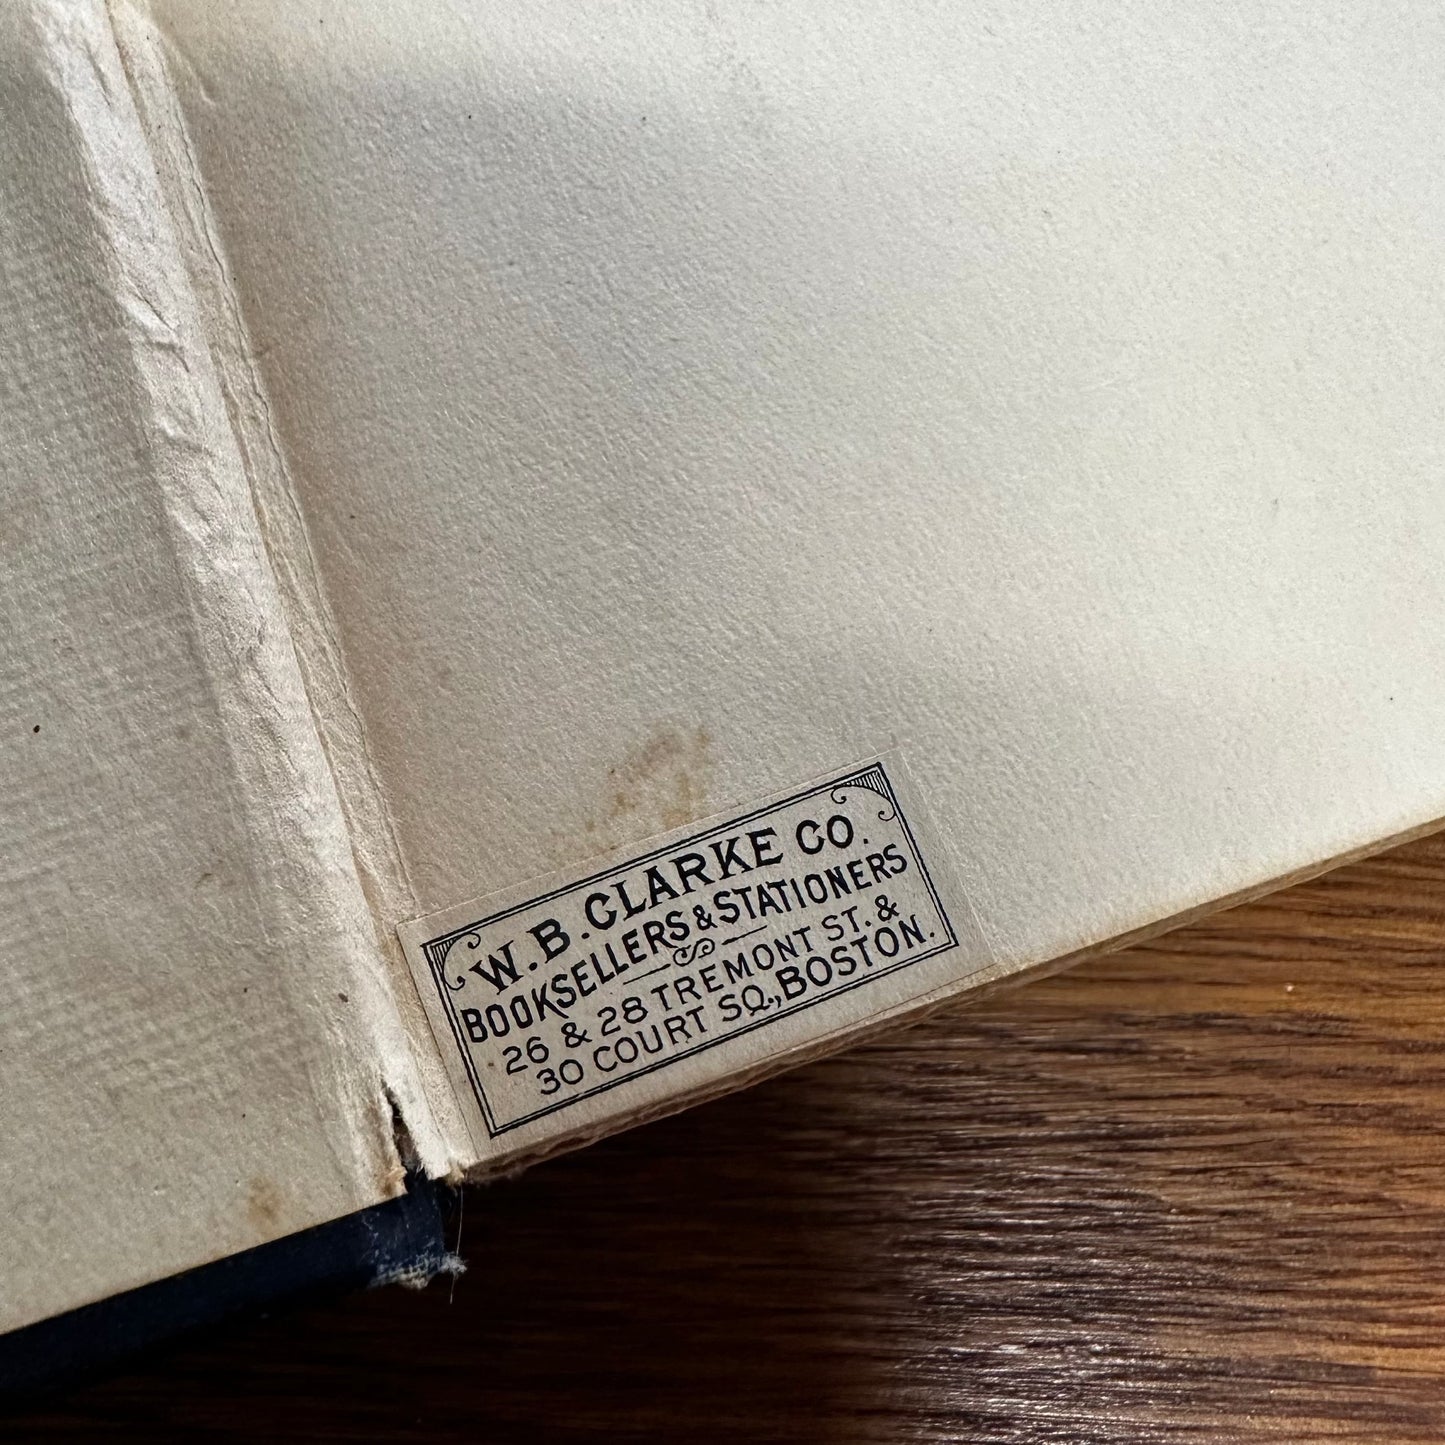 W. B. CLARKE CO.
BOOKSELLERS & STATIONERS
26 & 28 TREMONT ST. &
30 COURT SQ., BOSTON.